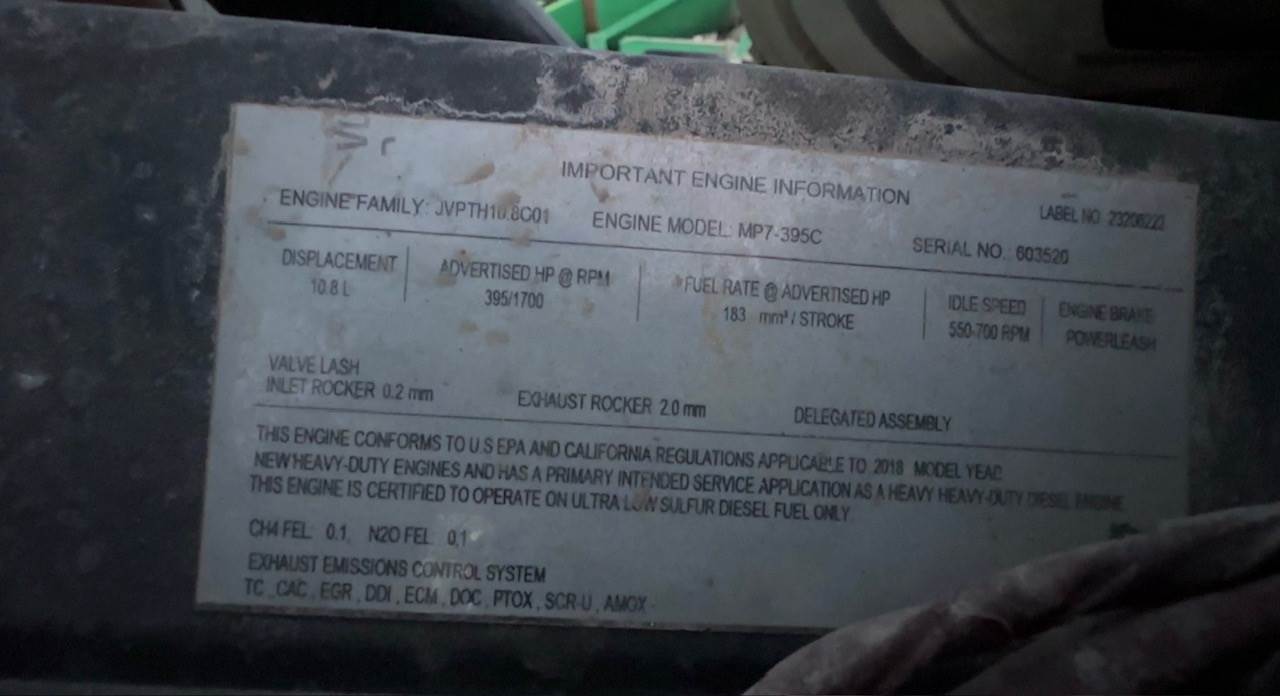 IMPORTANT ENGINE INFORMATION
LABEL NO
ENGINE FAMILY: JVPTH10.8C01 ENGINE MODEL: MP7-395C SERIAL NO. 603520
DISPLACEMENT ADVERTISED HP @ RPM FUEL RATE @ ADVERTISED HP IDLE SPEED ENGINE BRAKE
10.8 L 395/1700 183 mm³ / STROKE 550-700 RPM POWERLEASH
VALVE LASH
INLET ROCKER 0.2 mm EXHAUST ROCKER 2.0 mm DELEGATED ASSEMBLY
THIS ENGINE CONFORMS TO U.S EPA AND CALIFORNIA REGULATIONS APPLICABLE TO 2018 MODEL YEAR
NEW HEAVY-DUTY ENGINES AND HAS A PRIMARY INTENDED SERVICE APPLICATION AS A HEAVY HEAVY-DUTY DIESEL ENGINE
THIS ENGINE IS CERTIFIED TO OPERATE ON ULTRA LOW SULFUR DIESEL FUEL ONLY
CH4 FEL: 0.1, N2O FEL: 0.1
EXHAUST EMISSIONS CONTROL SYSTEM
TC , CAC , EGR , DDI , ECM , DOC , PTOX , SCR-U , AMOX